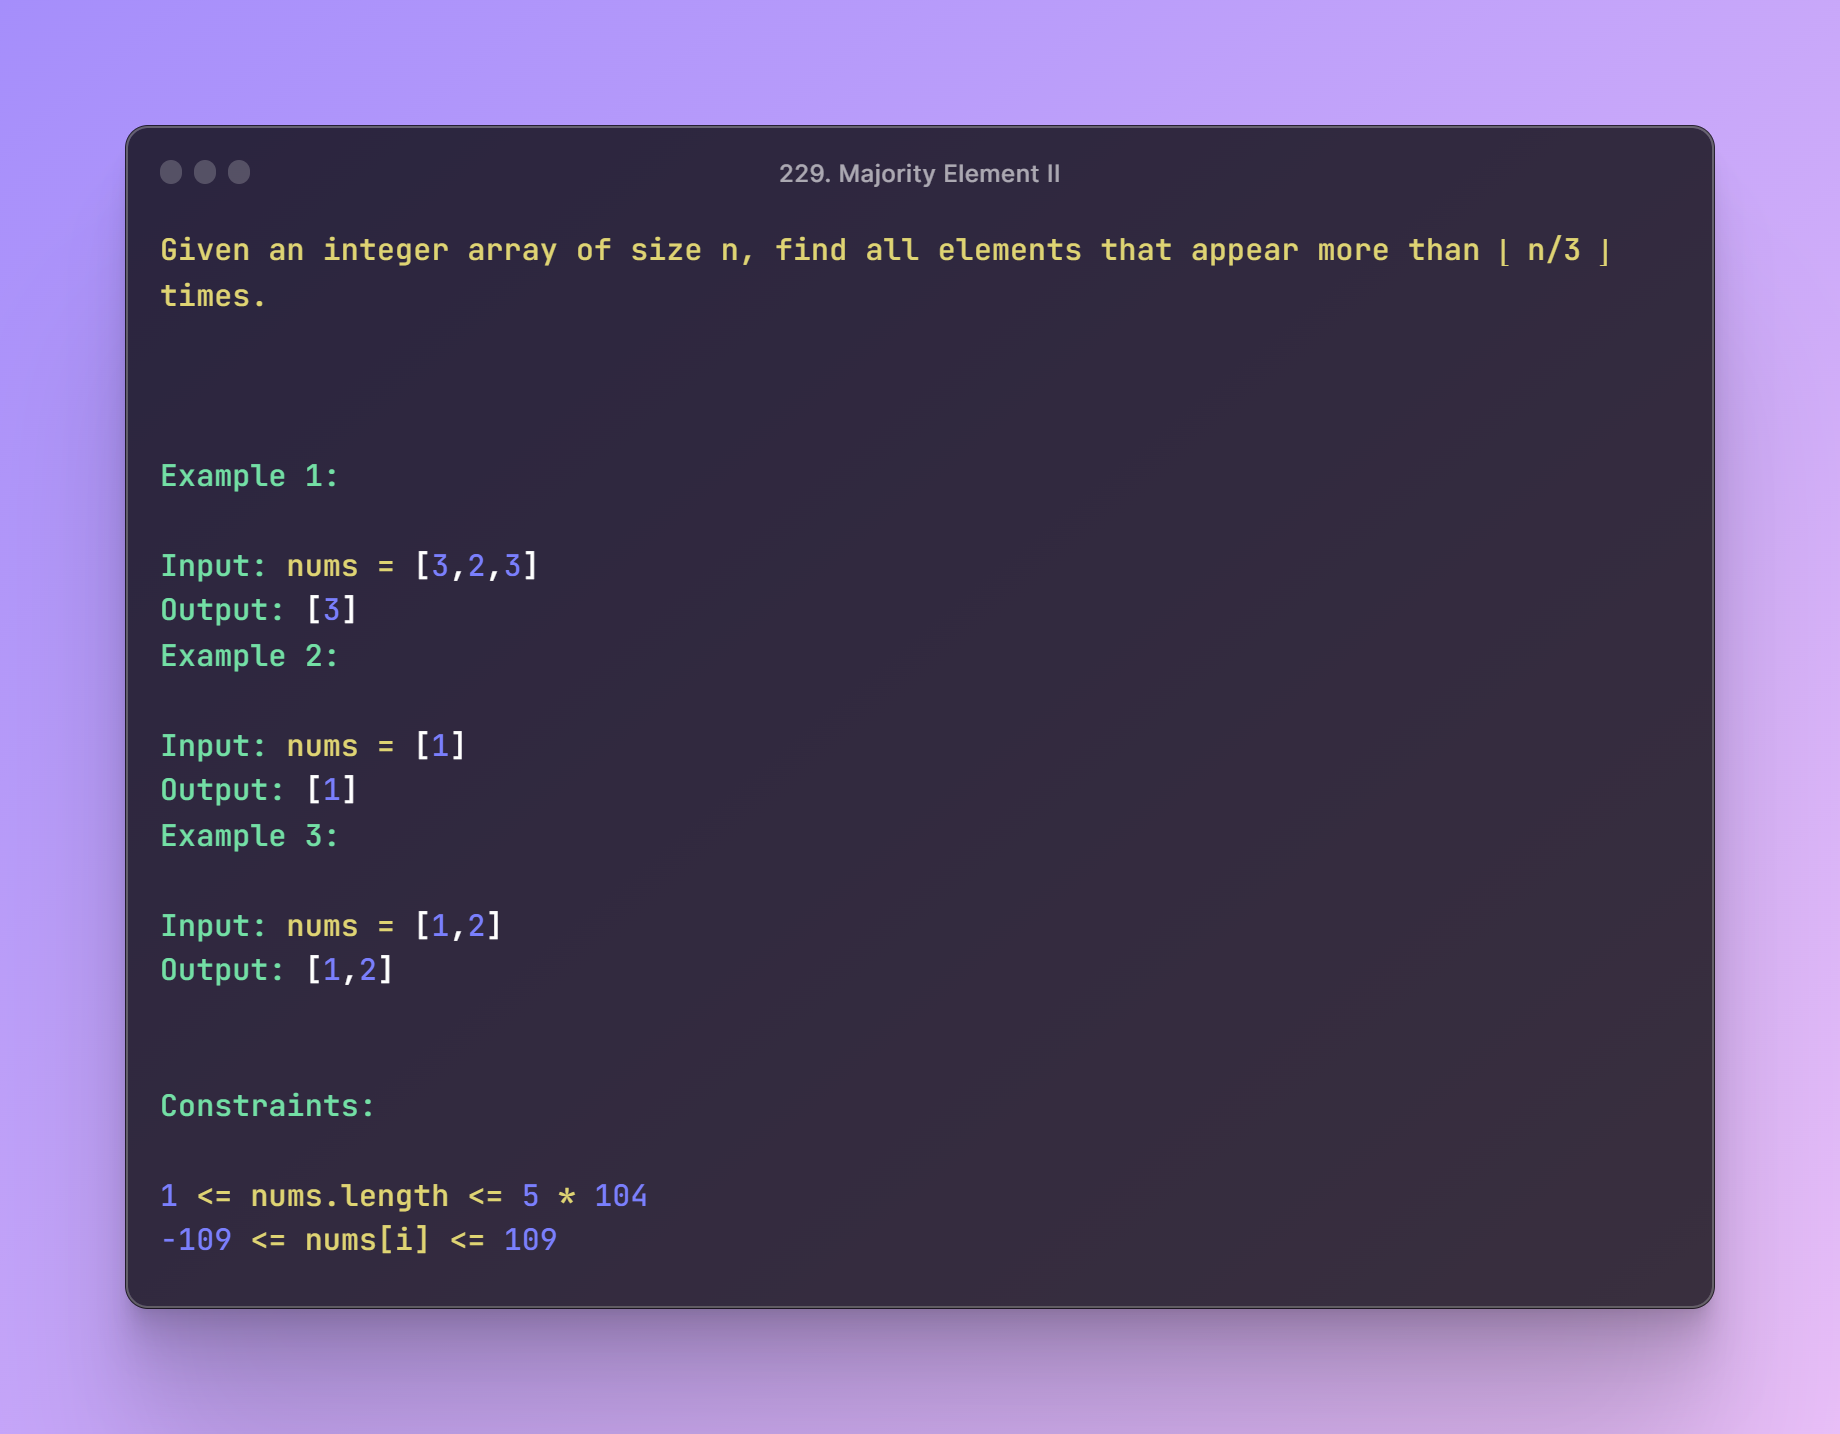 229. Majority Element II
Given an integer array of size n, find all elements that appear more than ⌊ n/3 ⌋
times.
Example 1:
Input: nums = [3,2,3]
Output: [3]
Example 2:
Input: nums = [1]
Output: [1]
Example 3:
Input: nums = [1,2]
Output: [1,2]
Constraints:
1 <= nums.length <= 5 * 104
-109 <= nums[i] <= 109